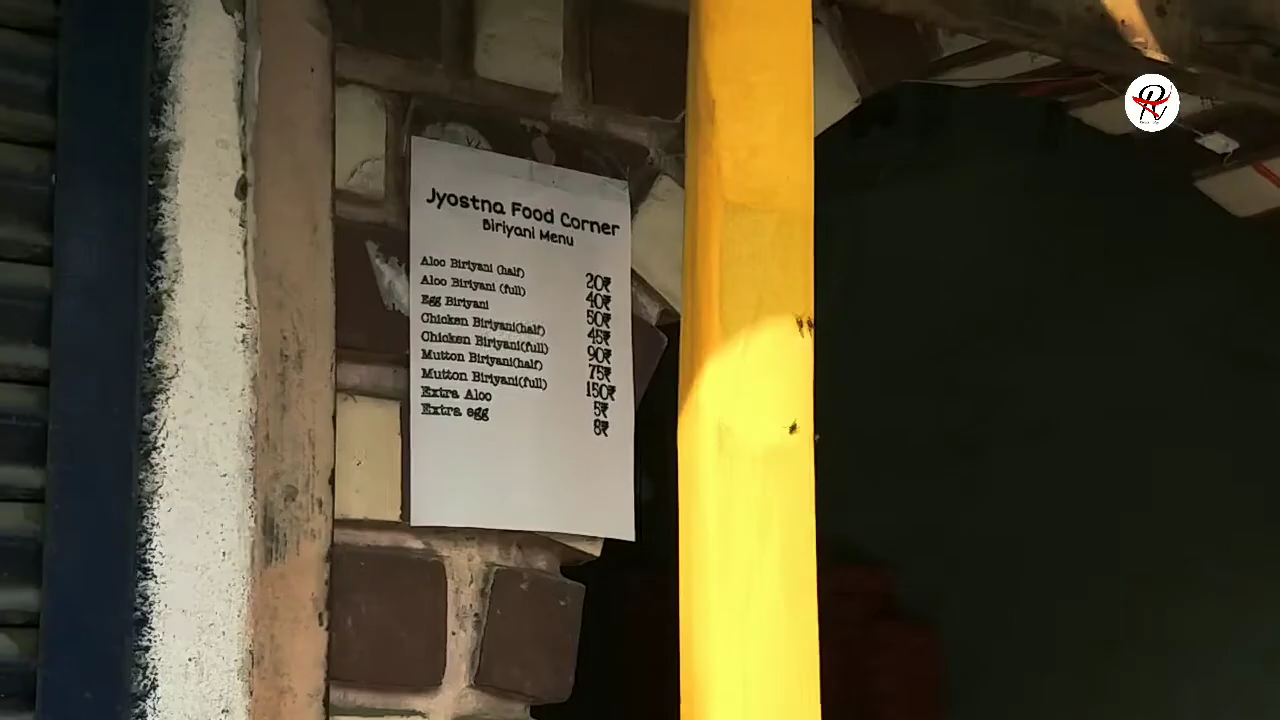 Jyostna Food Corner
Biriyani Menu
Aloo Biriyani (half) 20₹
Aloo Biriyani (full) 40₹
Egg Biriyani 50₹
Chicken Biriyani(half) 45₹
Chicken Biriyani(full) 90₹
Mutton Biriyani(half) 75₹
Mutton Biriyani(full) 150₹
Extra Aloo 5₹
Extra egg 8₹